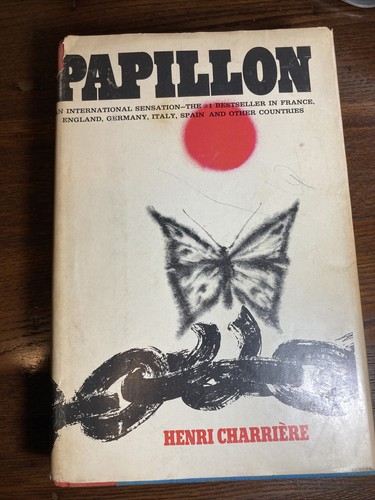 PAPILLON
AN INTERNATIONAL SENSATION—THE #1 BESTSELLER IN FRANCE,
ENGLAND, GERMANY, ITALY, SPAIN AND OTHER COUNTRIES
HENRI CHARRIÈRE